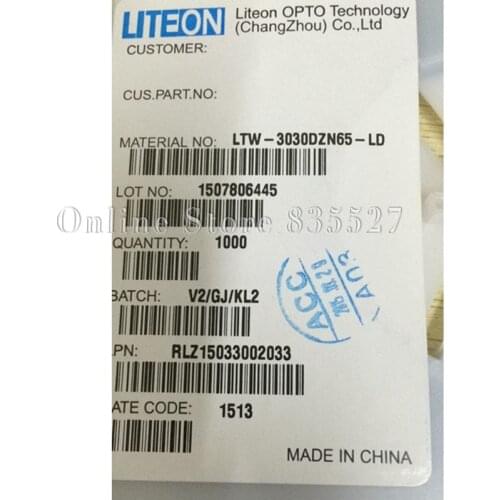 LITEON Liteon OPTO Technology
(ChangZhou) Co.,Ltd
CUSTOMER:
CUS.PART.NO:
MATERIAL NO: LTW-3030DZN65-LD
LOT NO: 1507806445
Online Store 835527
QUANTITY: 1000
ACC
A
BATCH: V2/GJ/KL2
LPN: RLZ15033002033
ATE CODE: 1513
MADE IN CHINA